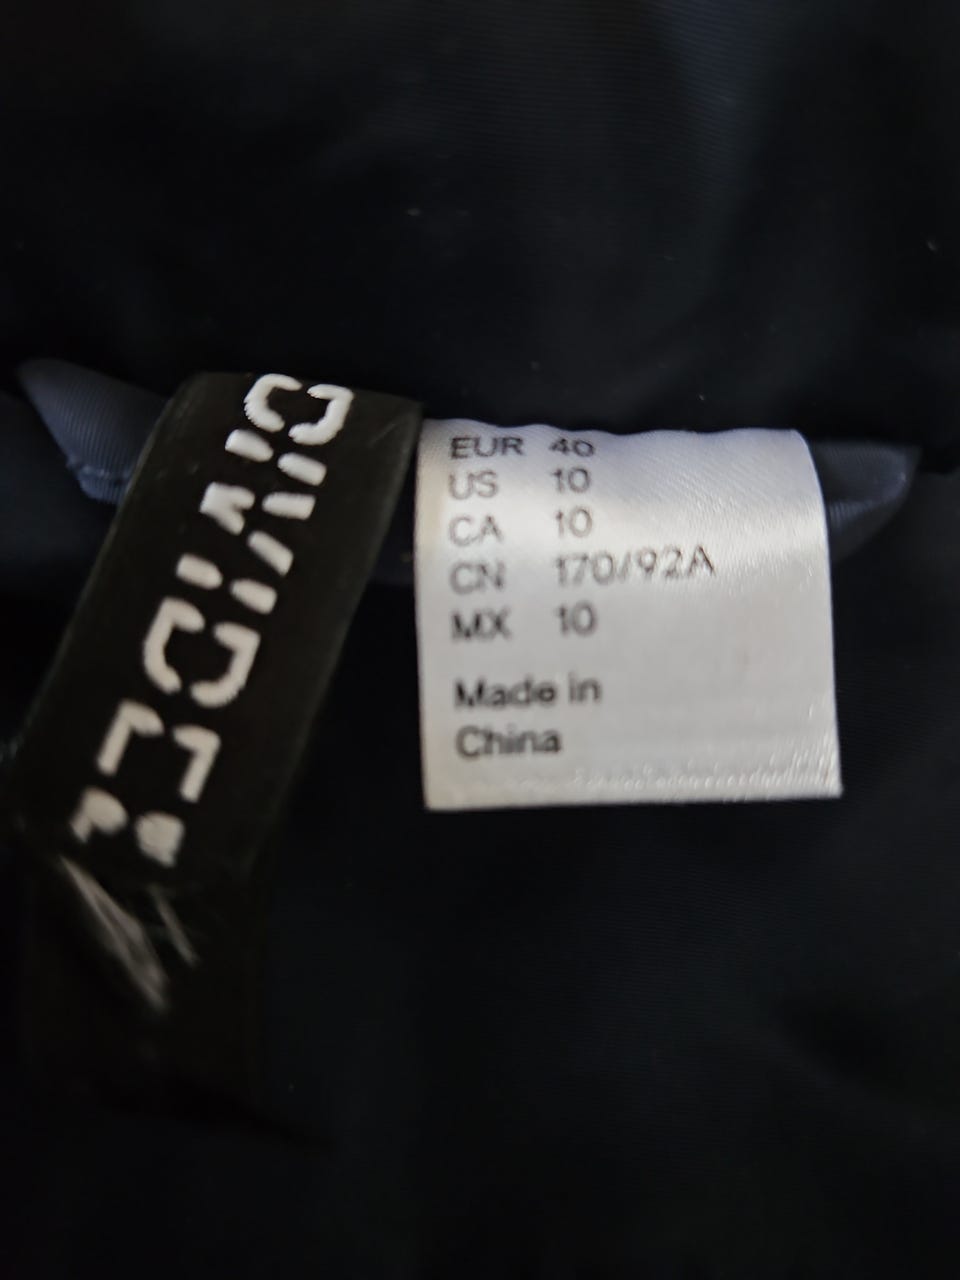 EUR 40
US 10
CA 10
CN 170/92A
MX 10
Made in
China